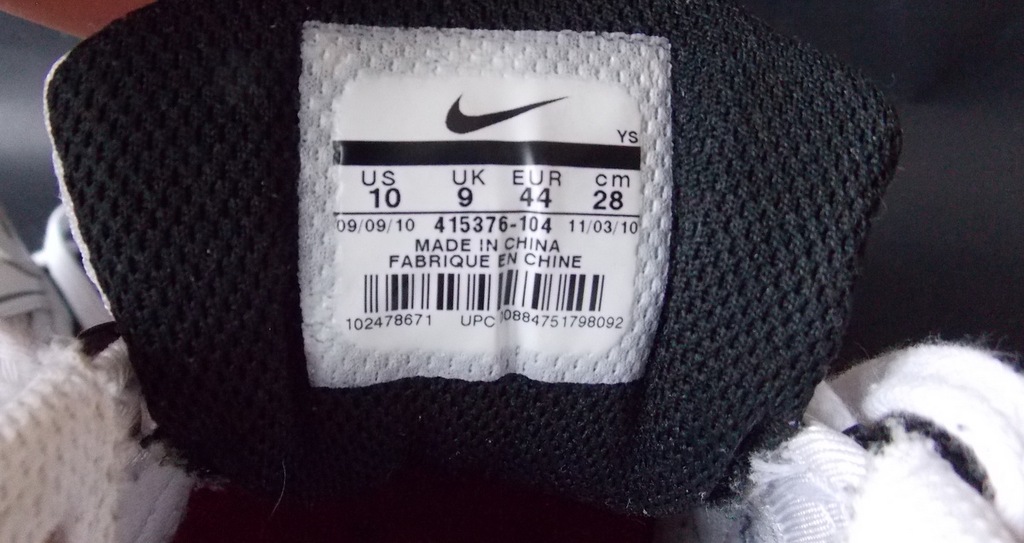 YS
US UK EUR cm
10 9 44 28
09/09/10 415376-104 11/03/10
MADE IN CHINA
FABRIQUE EN CHINE
102478671 UPC 00884751798092